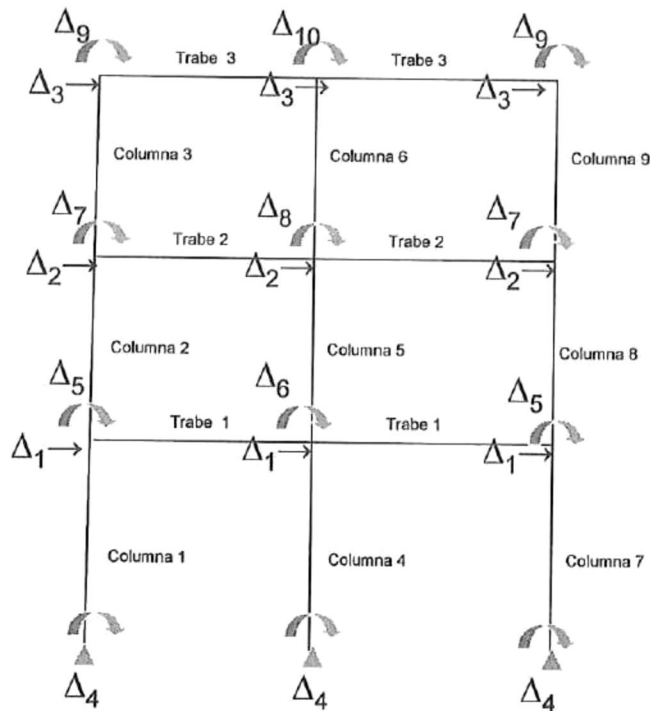 Δ9 Δ10 Δ9
Trabe 3 Trabe 3
Δ3 Δ3 Δ3
Columna 3 Columna 6 Columna 9
Δ7 Δ8 Δ7
Trabe 2 Trabe 2
Δ2 Δ2 Δ2
Columna 2 Columna 5 Columna 8
Δ5 Δ6 Δ5
Trabe 1 Trabe 1
Δ1 Δ1 Δ1
Columna 1 Columna 4 Columna 7
Δ4 Δ4 Δ4